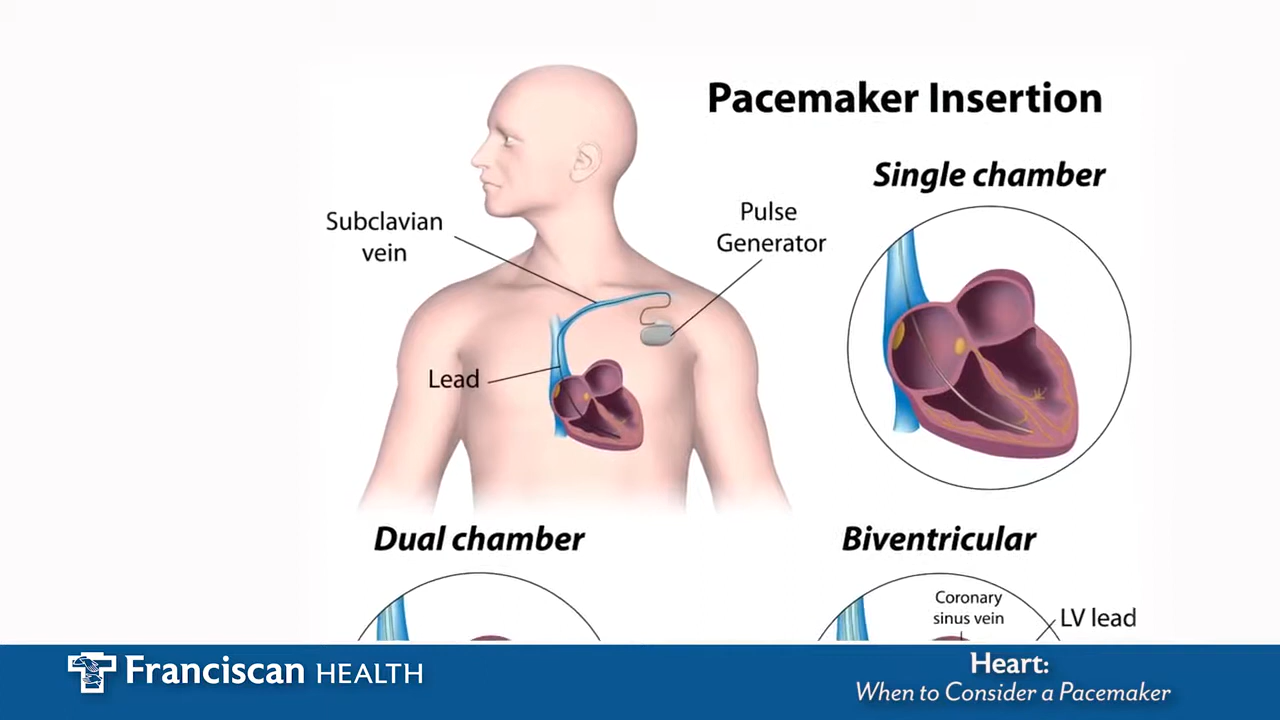 Pacemaker Insertion
Single chamber
Subclavian
vein
Pulse
Generator
Lead
Dual chamber
Biventricular
Coronary
sinus vein
LV lead
Franciscan HEALTH
Heart:
When to Consider a Pacemaker